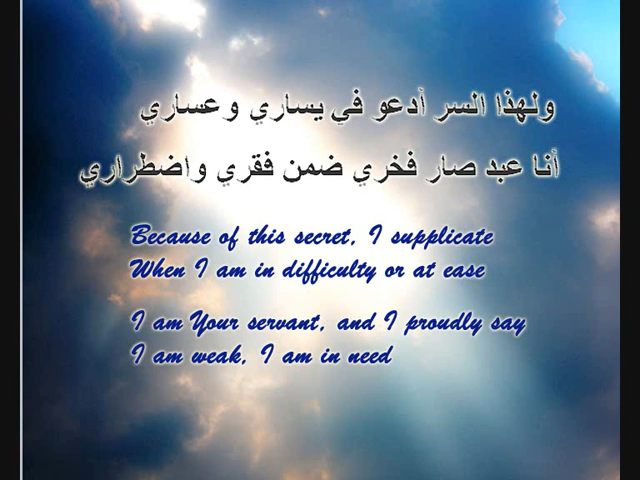 ولهذا السر أدعو في يساري وعساري
أنا عبد صار فخري ضمن فقري واضطراري
Because of this secret, I supplicate
When I am in difficulty or at ease
I am Your servant, and I proudly say
I am weak, I am in need